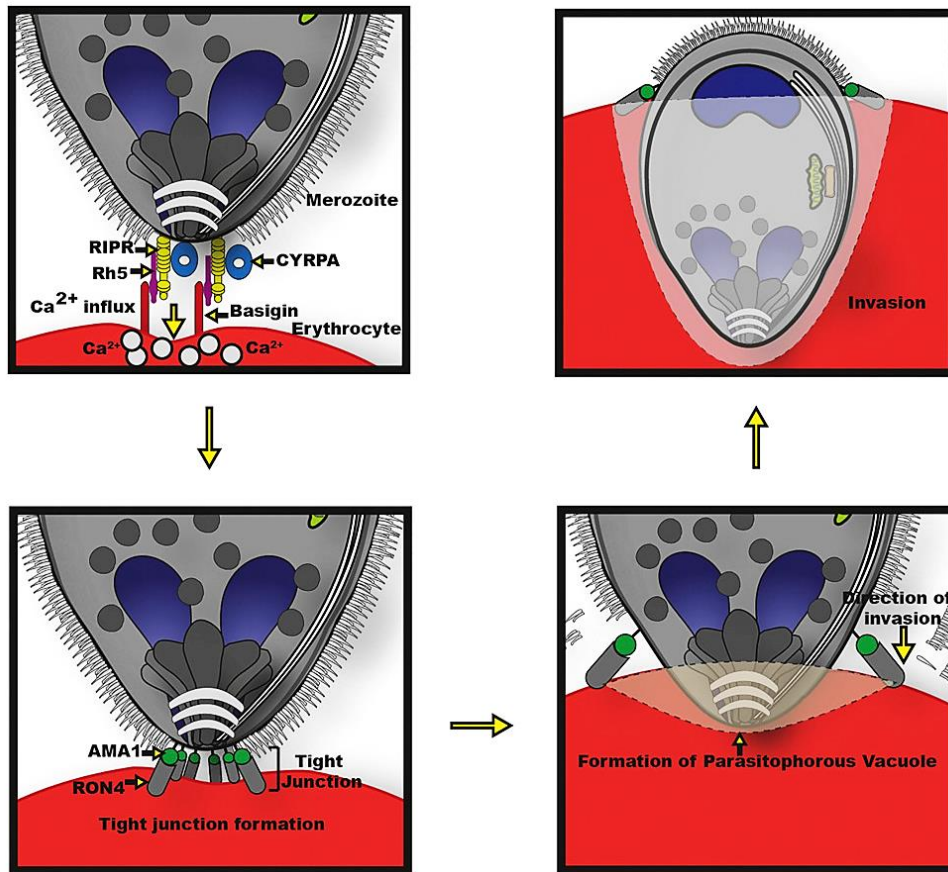 Merozoite
RIPR
CYRPA
Rh5
Ca2+ influx
Basigin
Erythrocyte
Ca2+
Ca2+
Invasion
AMA1
Tight
Junction
RON4
Tight junction formation
Direction of
invasion
Formation of Parasitophorous Vacuole